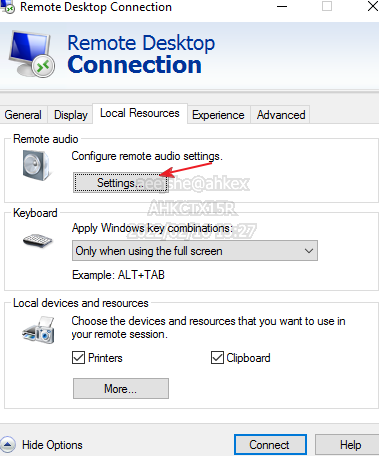 Remote Desktop Connection
Remote Desktop
Connection
General Display Local Resources Experience Advanced
Remote audio
Configure remote audio settings.
Settings...
AHKCTX15R
Keyboard
Apply Windows key combinations:
Only when using the full screen
Example: ALT+TAB
Local devices and resources
Choose the devices and resources that you want to use in
your remote session.
Printers Clipboard
More...
Hide Options Connect Help